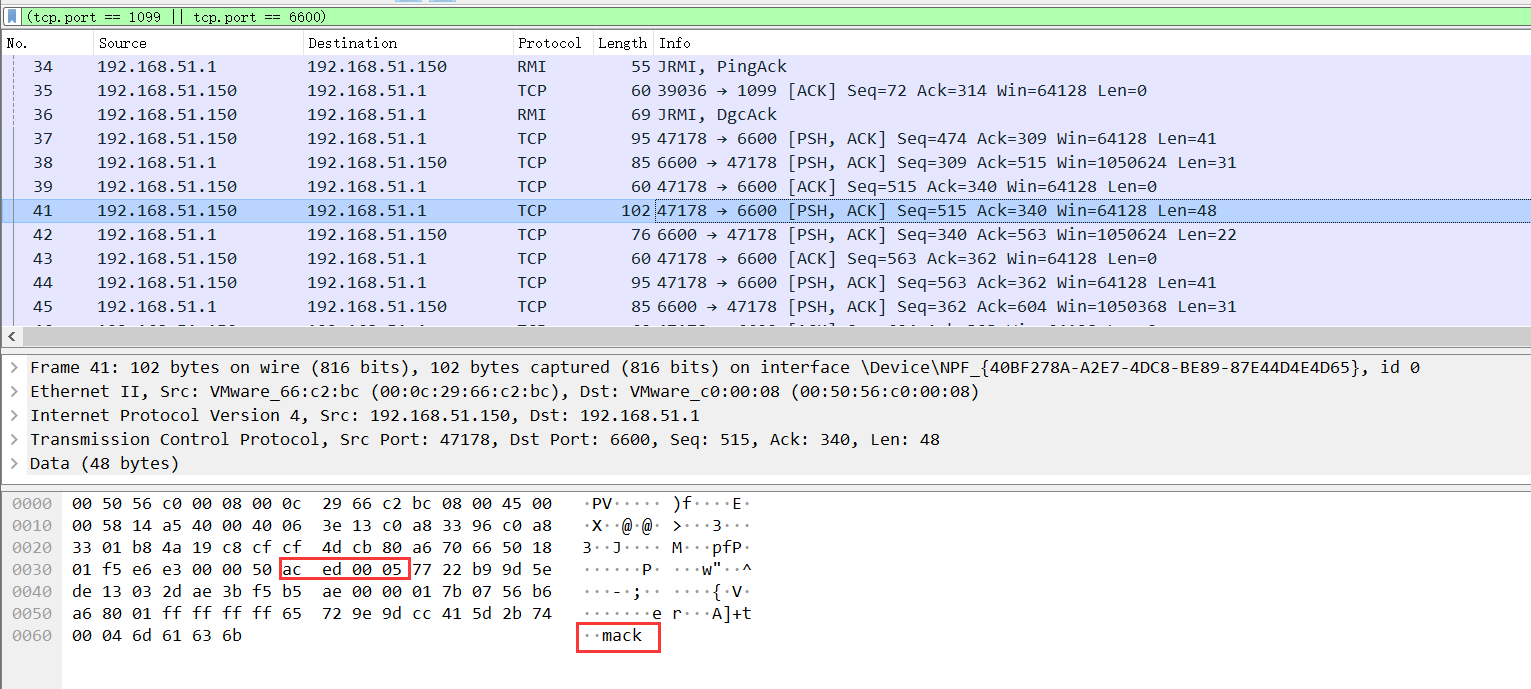 (tcp.port == 1099 || tcp.port == 6600)
No. Source Destination Protocol Length Info
34 192.168.51.1 192.168.51.150 RMI 55 JRMI, PingAck
35 192.168.51.150 192.168.51.1 TCP 60 39036 → 1099 [ACK] Seq=72 Ack=314 Win=64128 Len=0
36 192.168.51.150 192.168.51.1 RMI 69 JRMI, DgcAck
37 192.168.51.150 192.168.51.1 TCP 95 47178 → 6600 [PSH, ACK] Seq=474 Ack=309 Win=64128 Len=41
38 192.168.51.1 192.168.51.150 TCP 85 6600 → 47178 [PSH, ACK] Seq=309 Ack=515 Win=1050624 Len=31
39 192.168.51.150 192.168.51.1 TCP 60 47178 → 6600 [ACK] Seq=515 Ack=340 Win=64128 Len=0
41 192.168.51.150 192.168.51.1 TCP 102 47178 → 6600 [PSH, ACK] Seq=515 Ack=340 Win=64128 Len=48
42 192.168.51.1 192.168.51.150 TCP 76 6600 → 47178 [PSH, ACK] Seq=340 Ack=563 Win=1050624 Len=22
43 192.168.51.150 192.168.51.1 TCP 60 47178 → 6600 [ACK] Seq=563 Ack=362 Win=64128 Len=0
44 192.168.51.150 192.168.51.1 TCP 95 47178 → 6600 [PSH, ACK] Seq=563 Ack=362 Win=64128 Len=41
45 192.168.51.1 192.168.51.150 TCP 85 6600 → 47178 [PSH, ACK] Seq=362 Ack=604 Win=1050368 Len=31
Frame 41: 102 bytes on wire (816 bits), 102 bytes captured (816 bits) on interface \Device\NPF_{40BF278A-A2E7-4DC8-BE89-87E44D4E4D65}, id 0
Ethernet II, Src: VMware_66:c2:bc (00:0c:29:66:c2:bc), Dst: VMware_c0:00:08 (00:50:56:c0:00:08)
Internet Protocol Version 4, Src: 192.168.51.150, Dst: 192.168.51.1
Transmission Control Protocol, Src Port: 47178, Dst Port: 6600, Seq: 515, Ack: 340, Len: 48
Data (48 bytes)
0000 00 50 56 c0 00 08 00 0c 29 66 c2 bc 08 00 45 00 ·PV····· )f····E·
0010 00 58 14 a5 40 00 40 06 3e 13 c0 a8 33 96 c0 a8 ·X··@·@· >···3···
0020 33 01 b8 4a 19 c8 cf cf 4d cb 80 a6 70 66 50 18 3··J···· M···pfP·
0030 01 f5 e6 e3 00 00 50 ac ed 00 05 77 22 b9 9d 5e ······P· ···w"··^
0040 de 13 03 2d ae 3b f5 b5 ae 00 00 01 7b 07 56 b6 ···-·;·· ····{·V·
0050 a6 80 01 ff ff ff ff 65 72 9e 9d cc 41 5d 2b 74 ·······e r···A]+t
0060 00 04 6d 61 63 6b ··mack